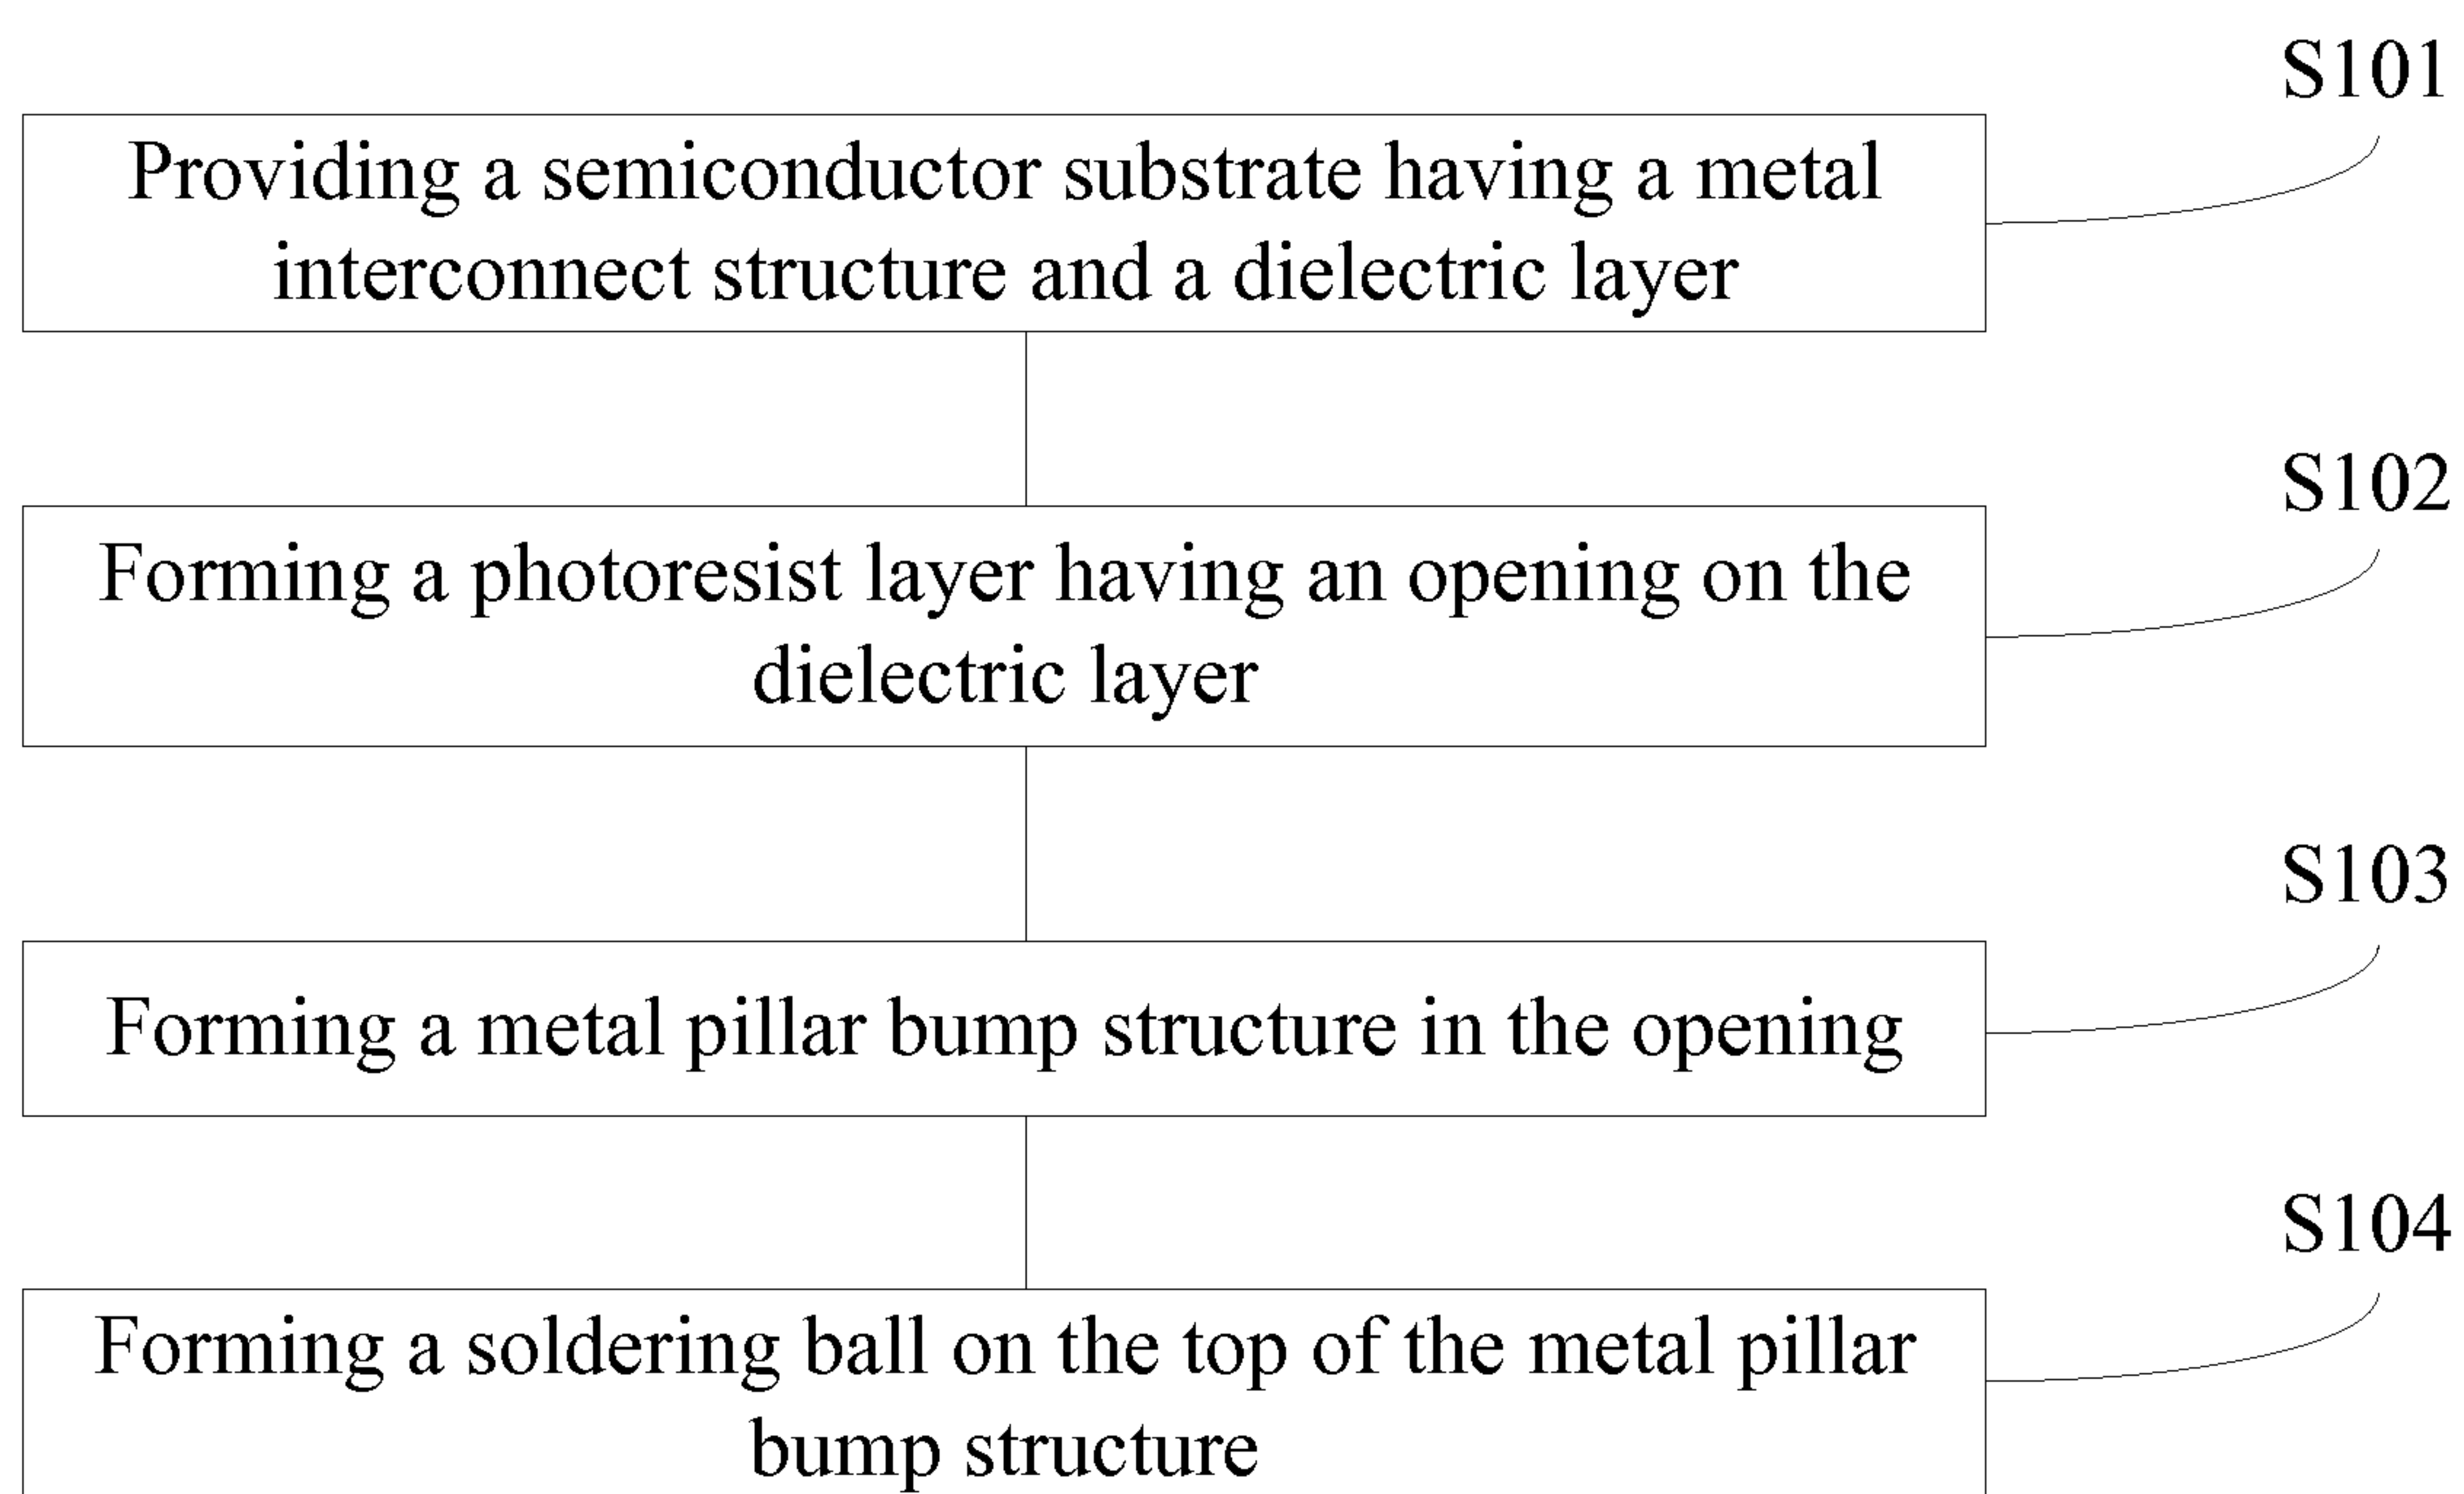 S101
Providing a semiconductor substrate having a metal
interconnect structure and a dielectric layer
S102
Forming a photoresist layer having an opening on the
dielectric layer
S103
Forming a metal pillar bump structure in the opening
S104
Forming a soldering ball on the top of the metal pillar
bump structure